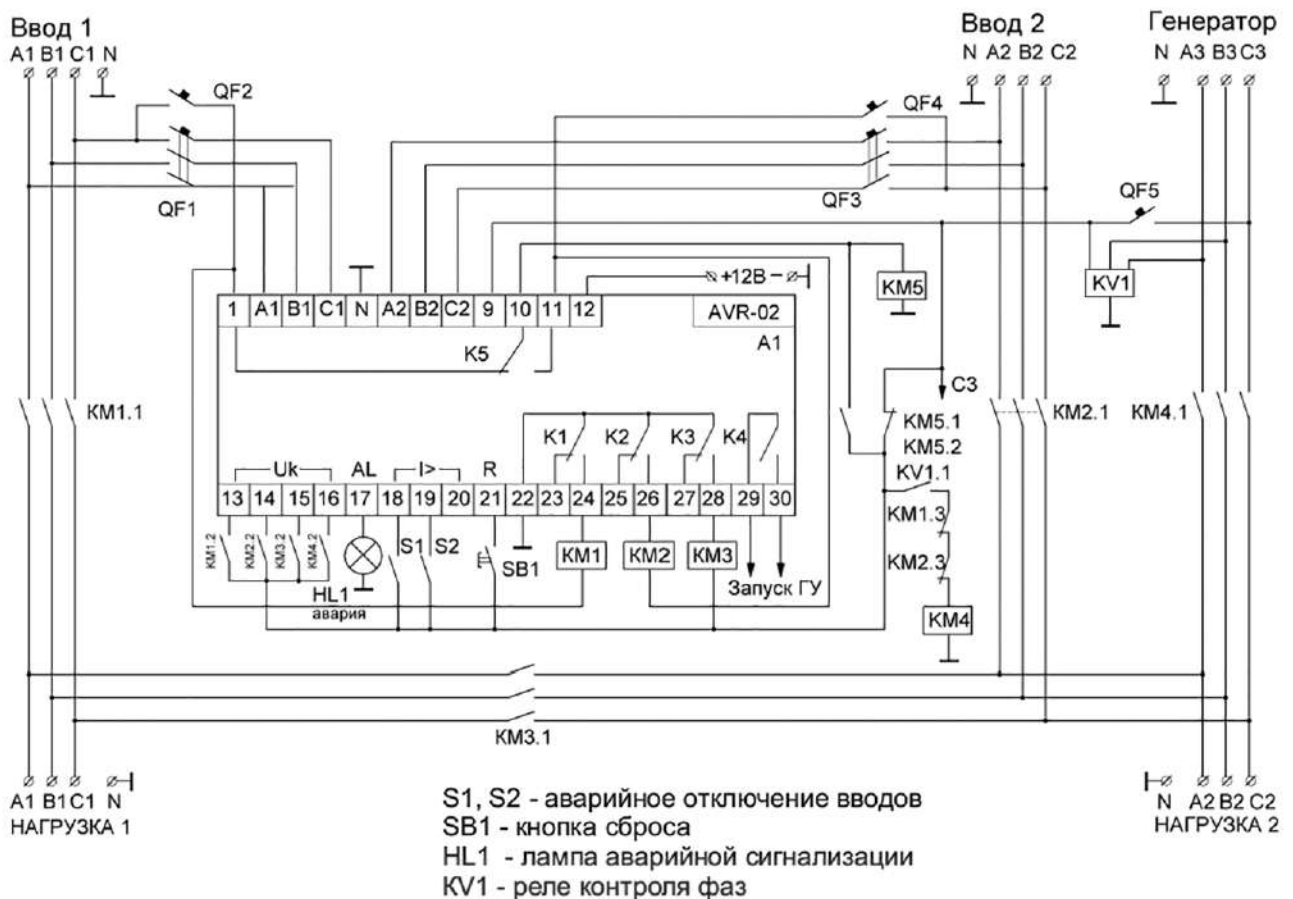 Ввод 1
A1 B1 C1 N
Ввод 2
N A2 B2 C2
Генератор
N A3 B3 C3
QF2
QF4
QF1
QF3
QF5
+12В −
KM5
KV1
1 A1 B1 C1 N A2 B2 C2 9 10 11 12
AVR-02
A1
K5
C3
KM1.1
KM5.1
KM2.1
KM4.1
KM5.2
K1 K2 K3 K4
Uk AL I> R
KV1.1
13 14 15 16 17 18 19 20 21 22 23 24 25 26 27 28 29 30
KM1.2
KM2.2
KM3.2
KM4.2
S1
S2
SB1
KM1
KM2
KM3
KM1.3
KM2.3
HL1
авария
Запуск ГУ
KM4
KM3.1
A1 B1 C1 N
НАГРУЗКА 1
N A2 B2 C2
НАГРУЗКА 2
S1, S2 - аварийное отключение вводов
SB1 - кнопка сброса
HL1 - лампа аварийной сигнализации
KV1 - реле контроля фаз